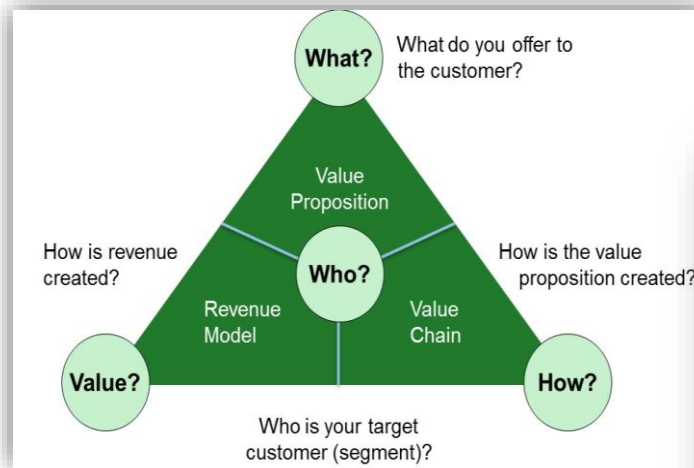 What?
What do you offer to
the customer?
Value
Proposition
How is revenue
created?
Who?
How is the value
proposition created?
Revenue
Model
Value
Chain
Value?
How?
Who is your target
customer (segment)?